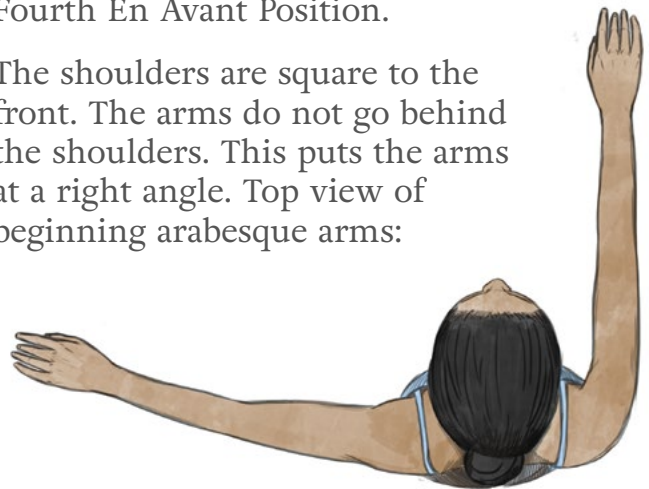 Fourth En Avant Position.
The shoulders are square to the
front. The arms do not go behind
the shoulders. This puts the arms
at a right angle. Top view of
beginning arabesque arms: